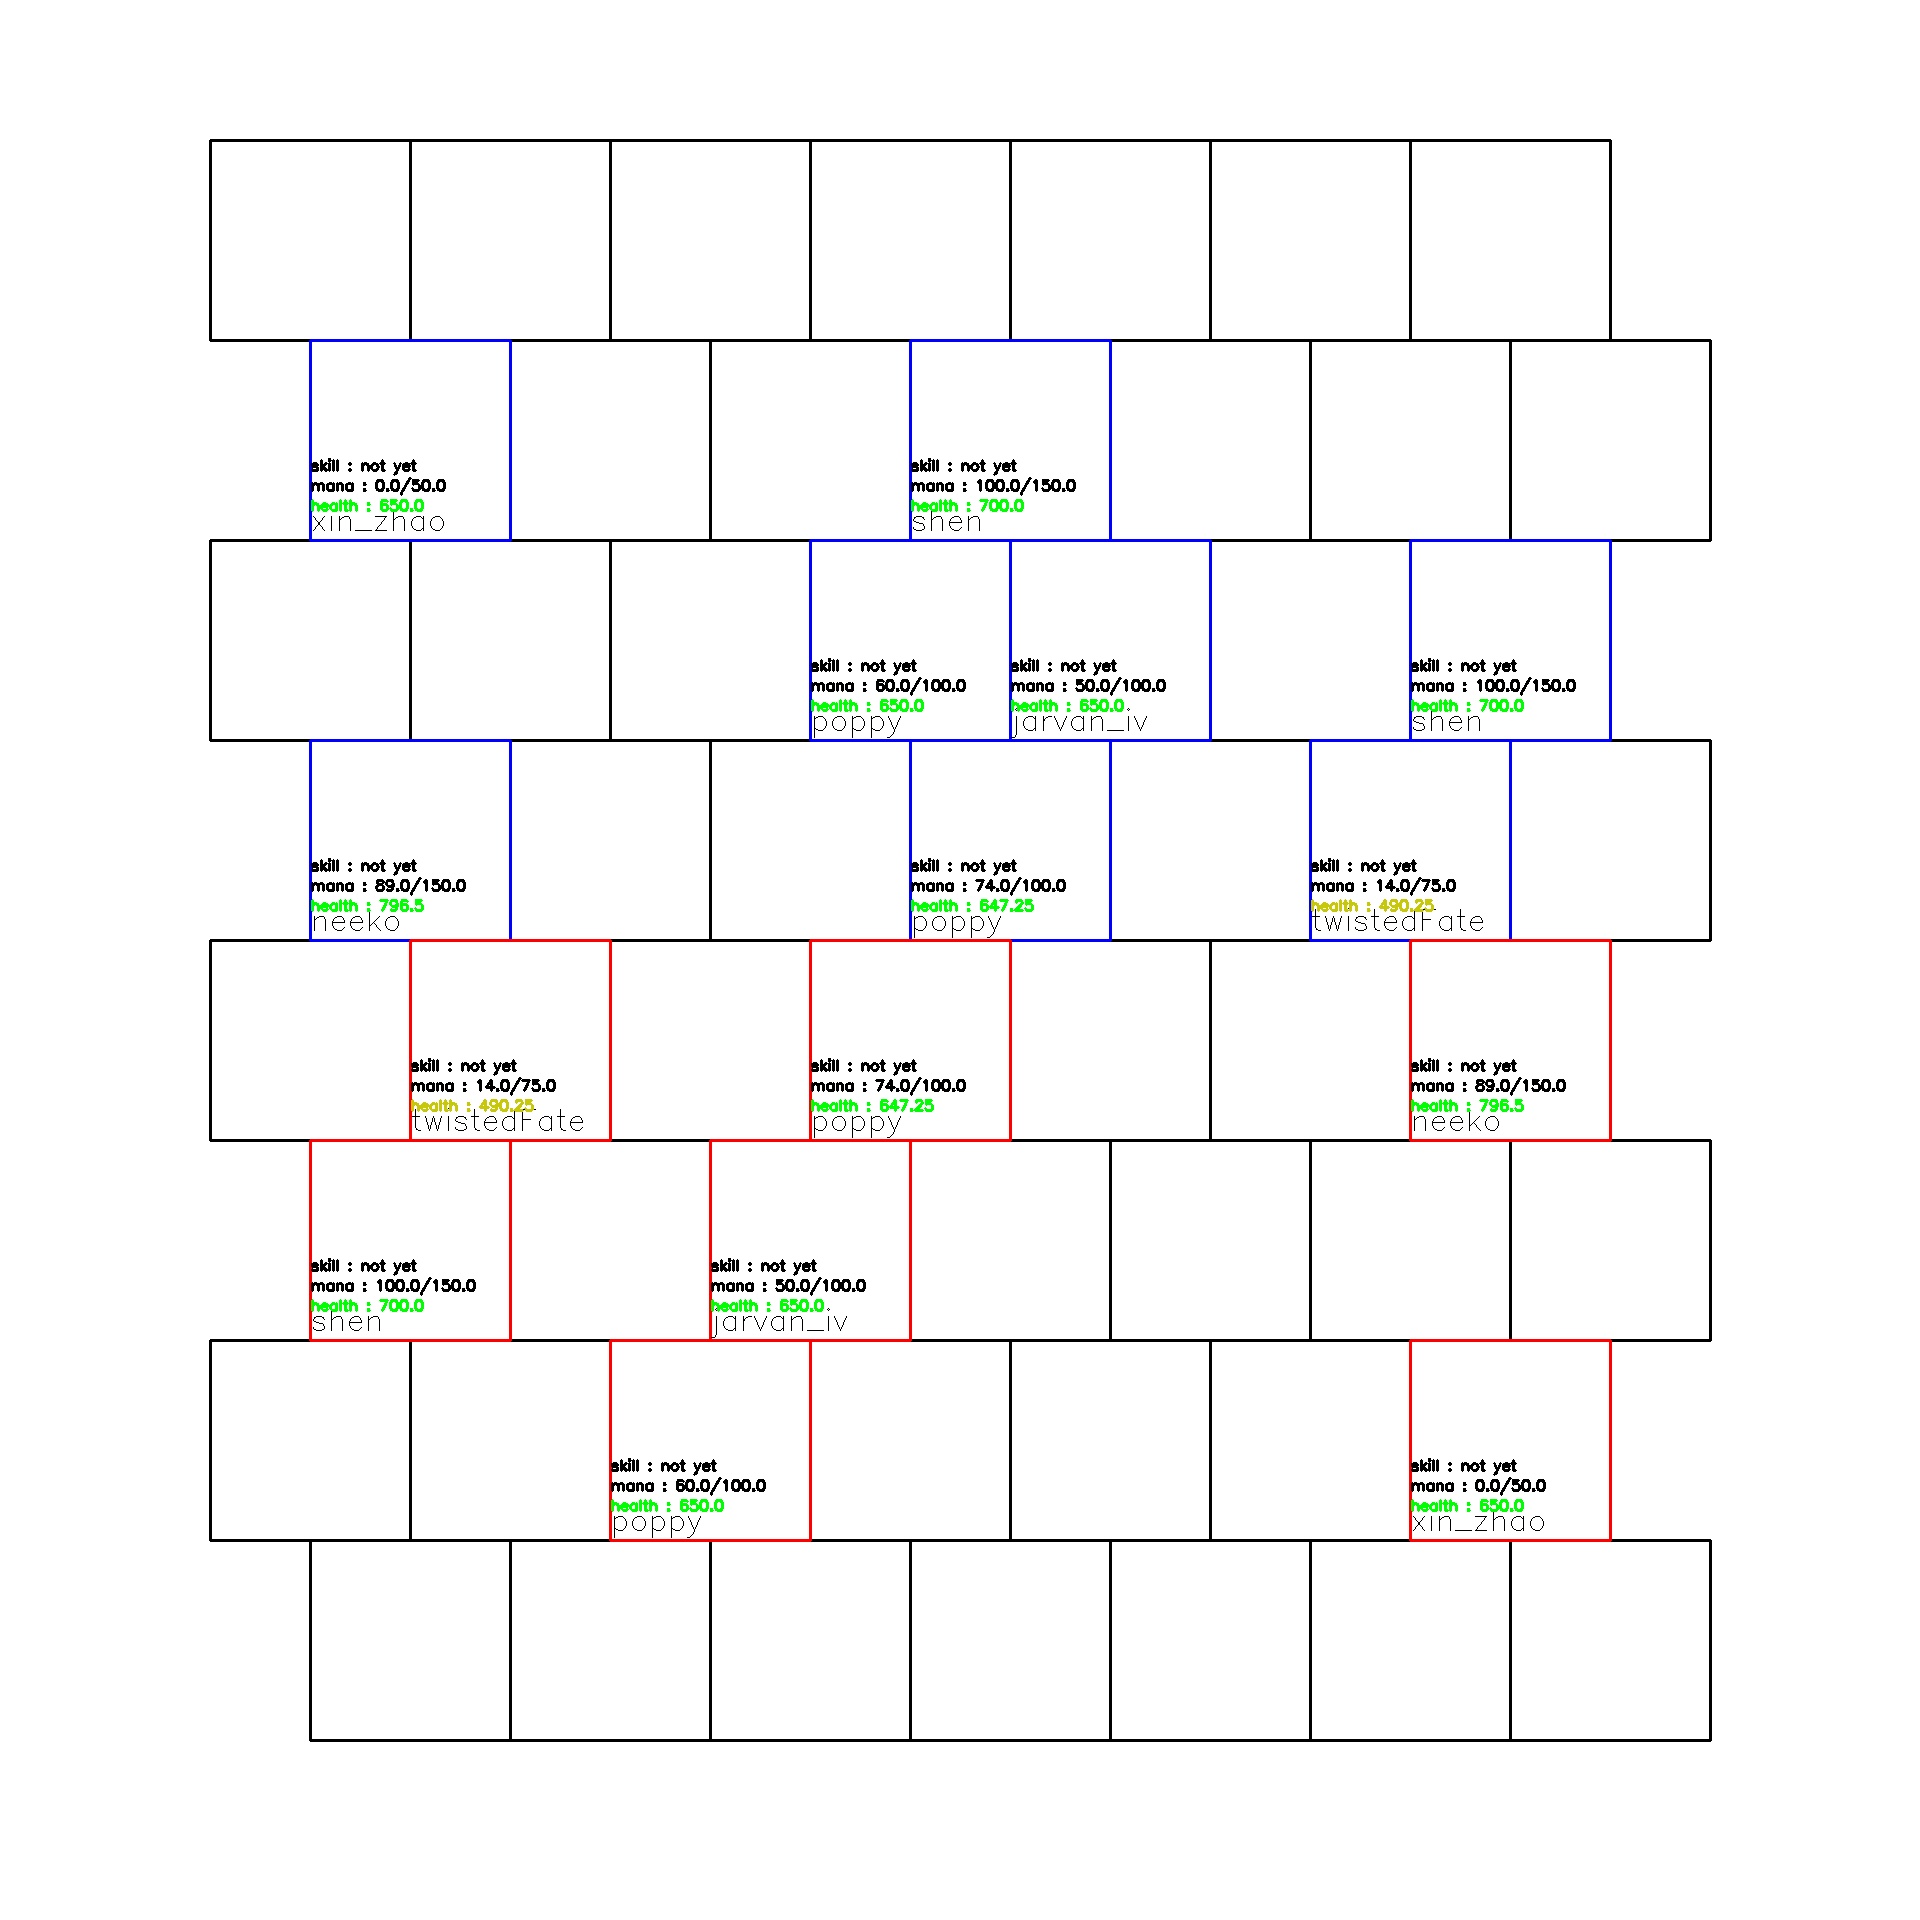 skill : not yet
mana : 0.0/50.0
health : 650.0
xin_zhao
skill : not yet
mana : 100.0/150.0
health : 700.0
shen
skill : not yet
mana : 60.0/100.0
health : 650.0
poppy
skill : not yet
mana : 50.0/100.0
health : 650.0
jarvan_iv
skill : not yet
mana : 100.0/150.0
health : 700.0
shen
skill : not yet
mana : 89.0/150.0
health : 796.5
neeko
skill : not yet
mana : 74.0/100.0
health : 647.25
poppy
skill : not yet
mana : 14.0/75.0
health : 490.25
twistedFate
skill : not yet
mana : 14.0/75.0
health : 490.25
twistedFate
skill : not yet
mana : 74.0/100.0
health : 647.25
poppy
skill : not yet
mana : 89.0/150.0
health : 796.5
neeko
skill : not yet
mana : 100.0/150.0
health : 700.0
shen
skill : not yet
mana : 50.0/100.0
health : 650.0
jarvan_iv
skill : not yet
mana : 60.0/100.0
health : 650.0
poppy
skill : not yet
mana : 0.0/50.0
health : 650.0
xin_zhao